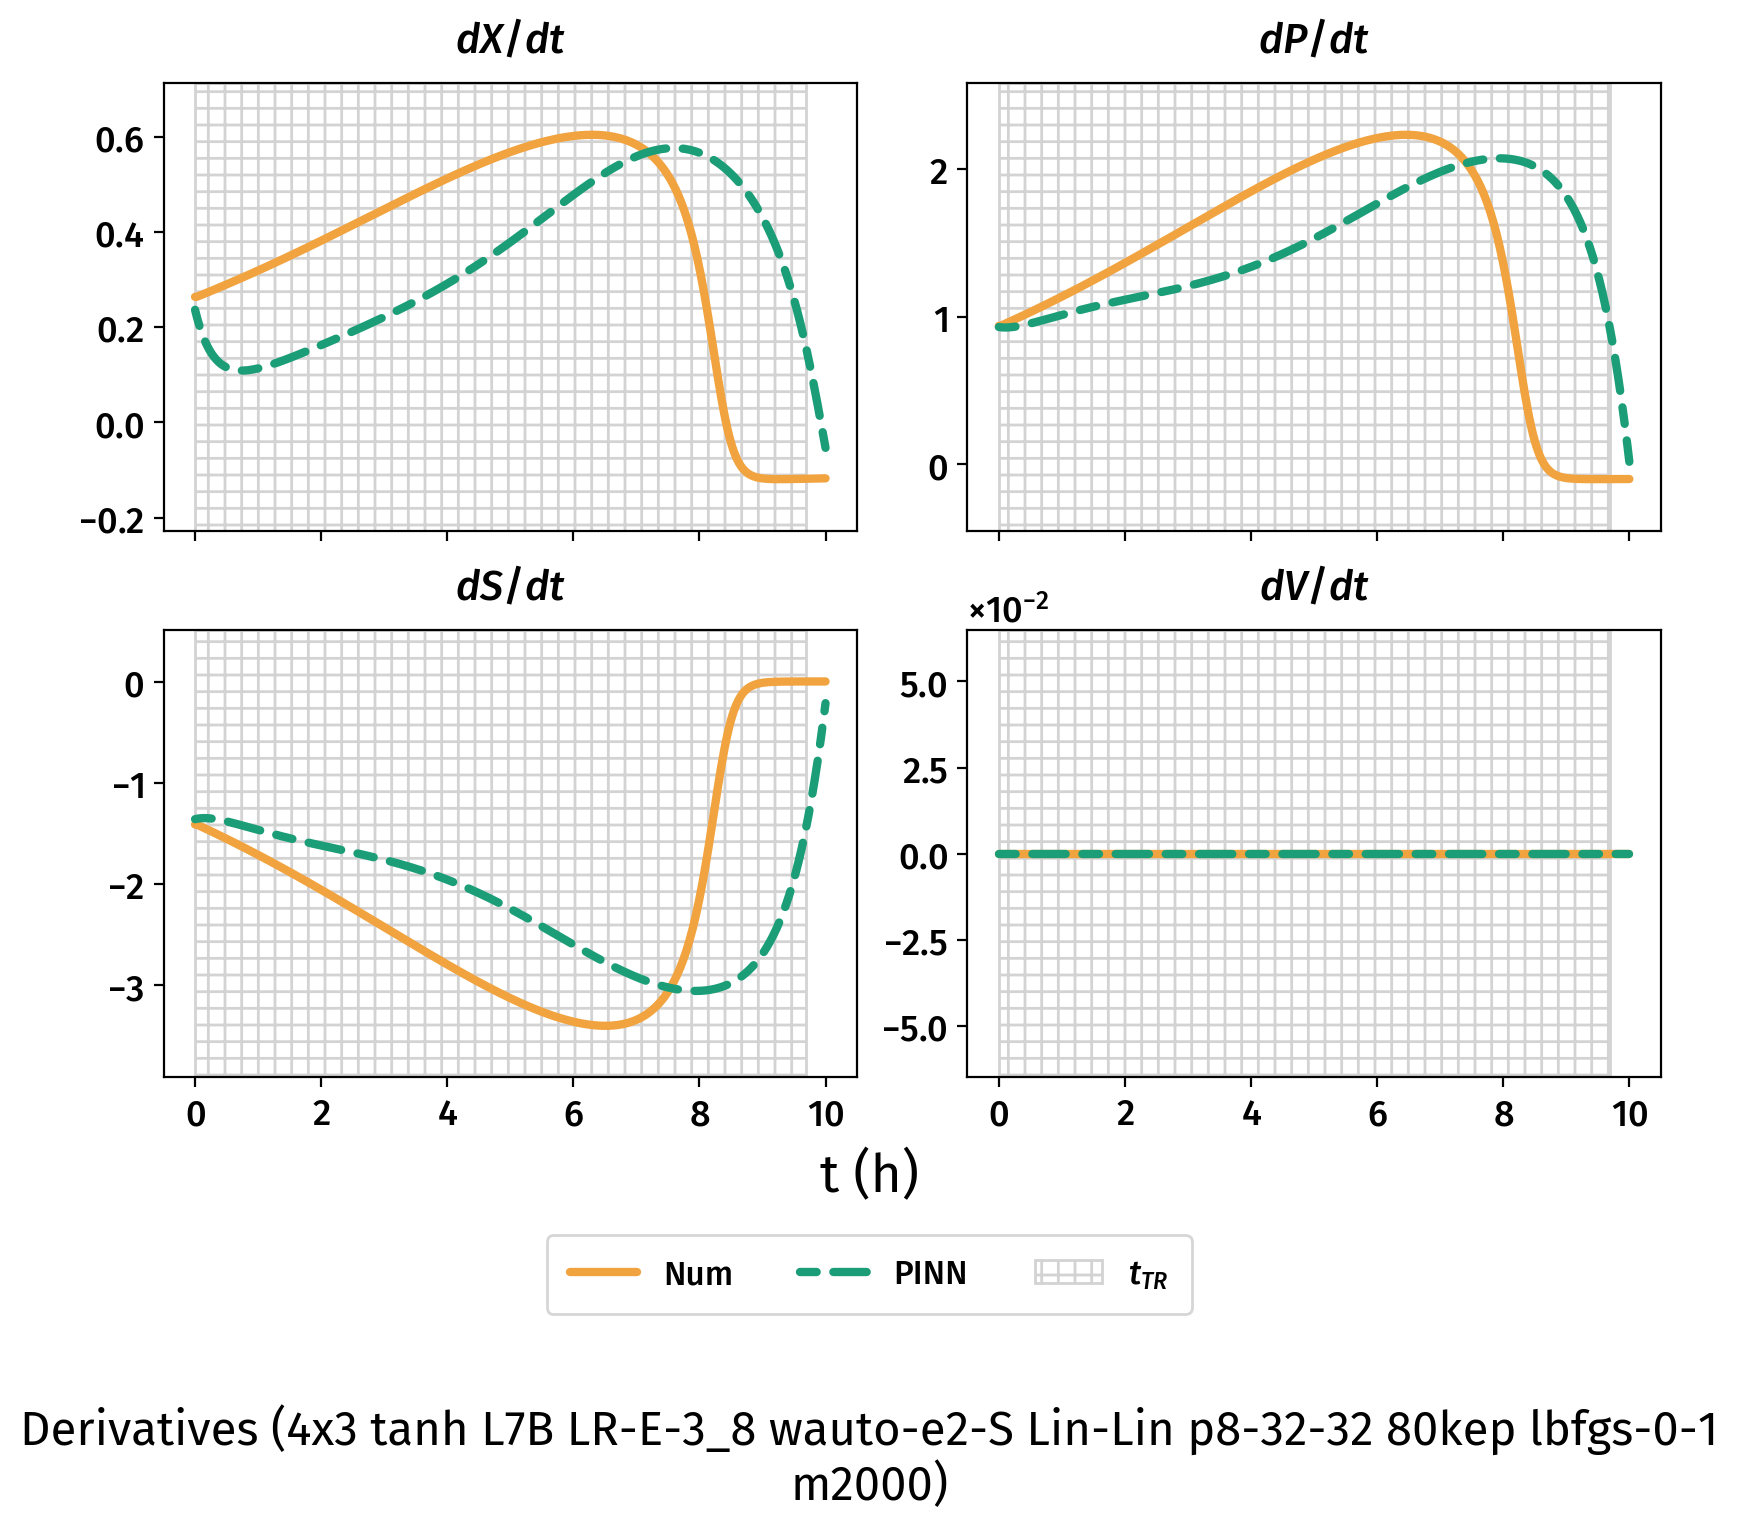 dX/dt
dP/dt
0.6
0.4
0.2
0.0
−0.2
2
1
0
dS/dt
dV/dt
×10⁻²
0
−1
−2
−3
5.0
2.5
0.0
−2.5
−5.0
0 2 4 6 8 10
0 2 4 6 8 10
t (h)
Num PINN t_TR
Derivatives (4x3 tanh L7B LR-E-3_8 wauto-e2-S Lin-Lin p8-32-32 80kep lbfgs-0-1
m2000)